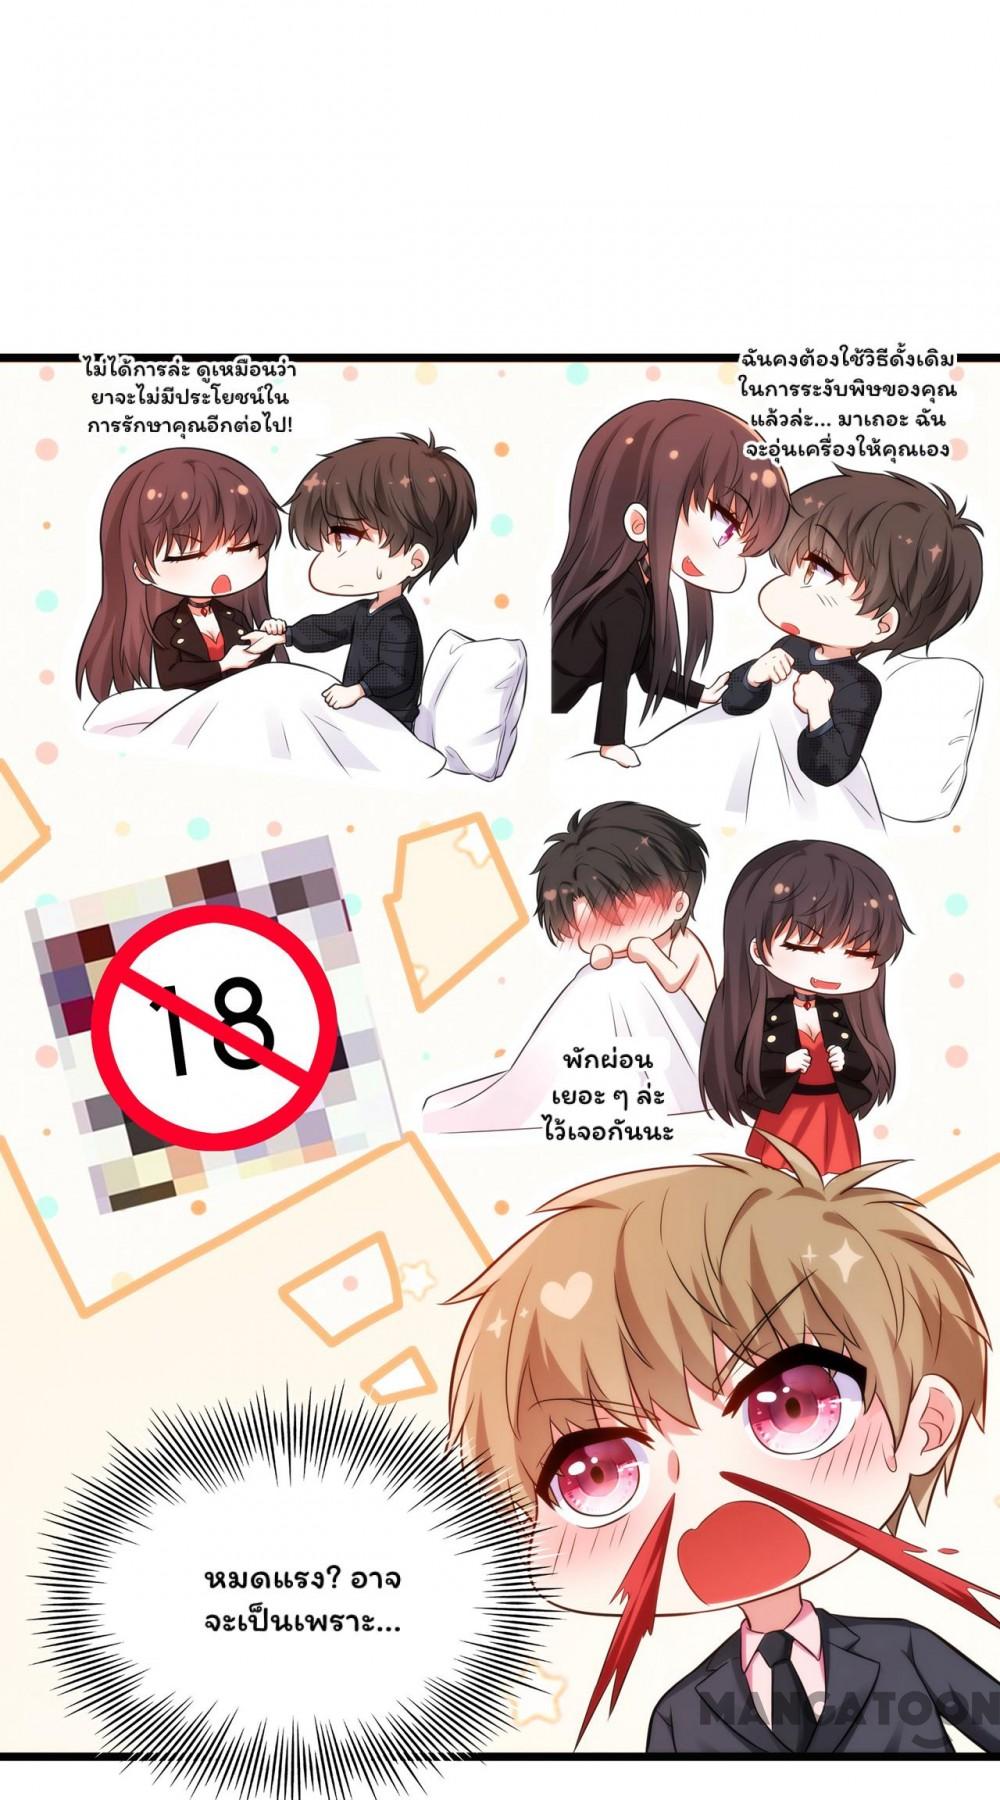 ไม่ได้การล่ะ ดูเหมือนว่า
ยาจะไม่มีประโยชน์ใน
การรักษาคุณอีกต่อไป!
ฉันคงต้องใช้วิธีดั้งเดิม
ในการระงับพิษของคุณ
แล้วล่ะ... มาเถอะ ฉัน
จะอุ่นเครื่องให้คุณเอง
18
พักผ่อน
เยอะ ๆ ล่ะ
ไว้เจอกันนะ
หมดแรง? อาจ
จะเป็นเพราะ...
MANGATOON